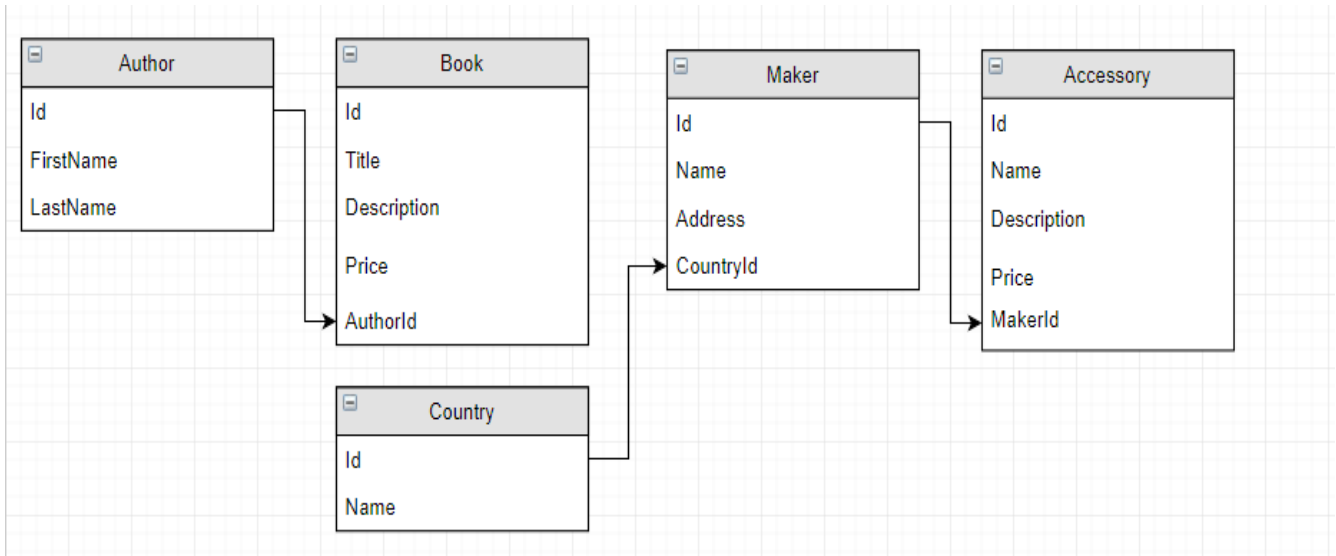 Author
Id
FirstName
LastName
Book
Id
Title
Description
Price
AuthorId
Maker
Id
Name
Address
CountryId
Accessory
Id
Name
Description
Price
MakerId
Country
Id
Name